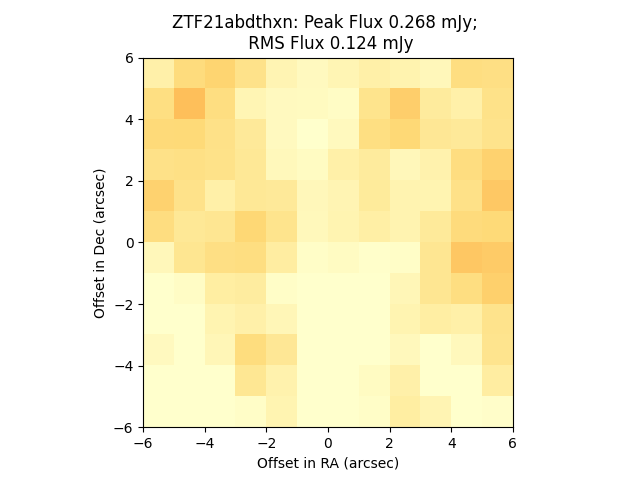 ZTF21abdthxn: Peak Flux 0.268 mJy;
RMS Flux 0.124 mJy
6
4
2
0
−2
−4
−6
Offset in Dec (arcsec)
−6 −4 −2 0 2 4 6
Offset in RA (arcsec)